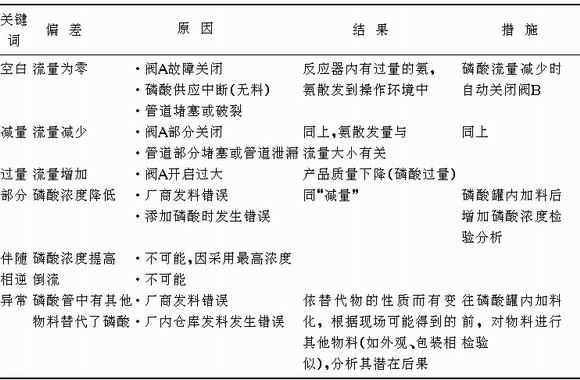 关键词 偏差 原因 结果 措施
空白 流量为零 ·阀A故障关闭 反应器内有过量的氨, 磷酸流量减少时
·磷酸供应中断(无料) 氨散发到操作环境中 自动关闭阀B
·管道堵塞或破裂
减量 流量减少 ·阀A部分关闭 同上,氨散发量与 同上
·管道部分堵塞或管道泄漏 流量大小有关
过量 流量增加 ·阀A开启过大 产品质量下降(磷酸过量)
部分 磷酸浓度降低 ·厂商发料错误 同“减量” 磷酸罐内加料后
·添加磷酸时发生错误 增加磷酸浓度检
验分析
伴随 磷酸浓度提高 ·不可能,因采用最高浓度
相逆 倒流 ·不可能
异常 磷酸管中有其他 ·厂商发料错误 依替代物的性质而有变 往磷酸罐内加料
物料替代了磷酸 ·厂内仓库发料发生错误 化，根据现场可能得到的 前，对物料进行
其他物料(如外观、包装相 检验
似),分析其潜在后果